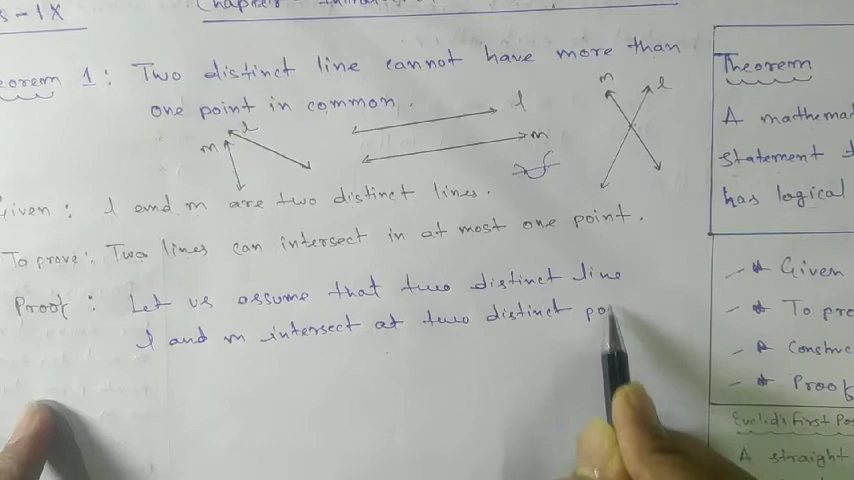 s - IX
Chapter -
eorem 1: Two distinct line cannot have more than
one point in common.
m l
l
m
m l
Given: l and m are two distinct lines.
To prove: Two lines can intersect in at most one point.
Proof: Let us assume that two distinct line
l and m intersect at two distinct po
Theorem
A mathema
statement
has logical
Given
To pro
Construc
Proof
Euclid's First Pos
A straight